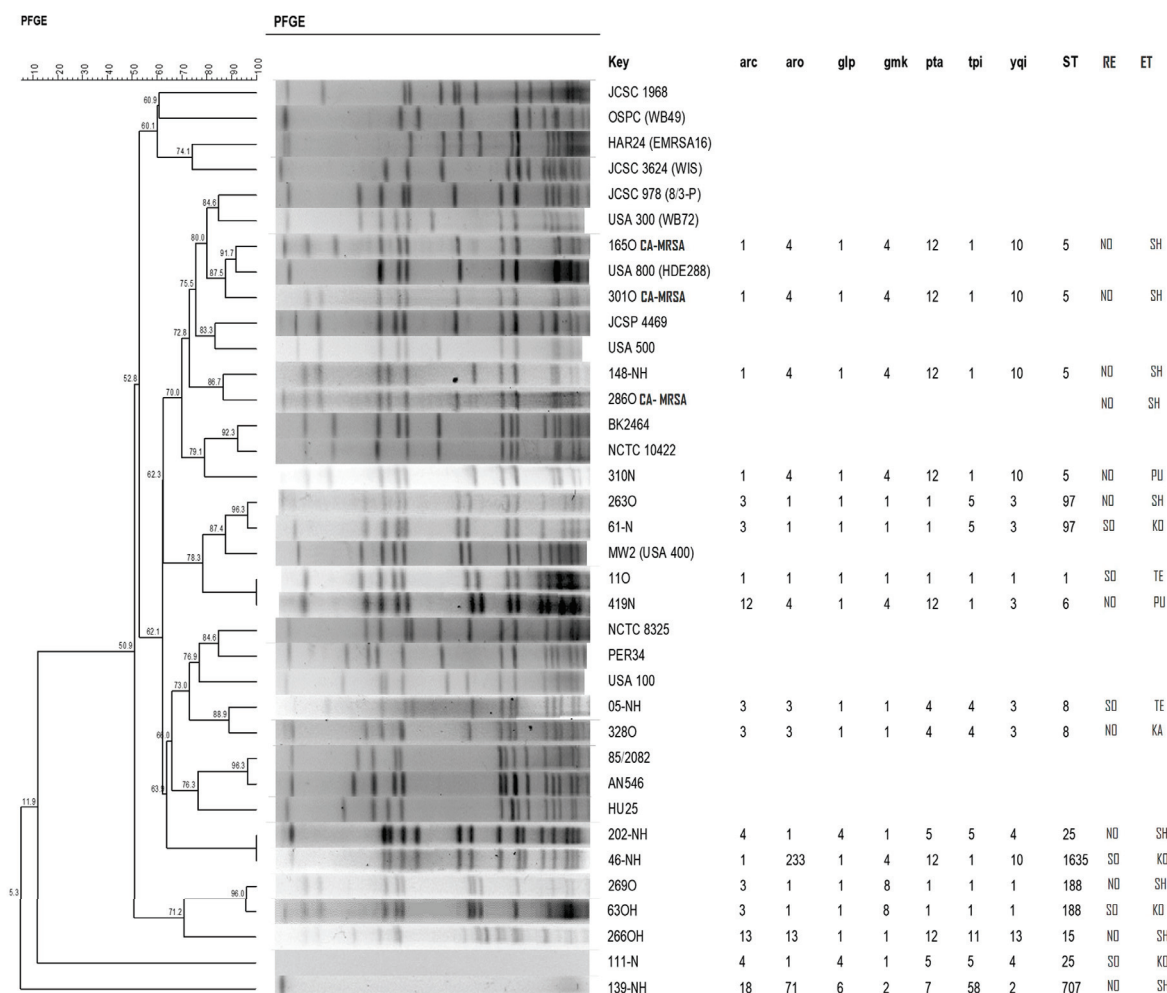 PFGE PFGE
10 20 30 40 50 60 70 80 90 100
Key arc aro glp gmk pta tpi yqi ST RE ET
JCSC 1968
OSPC (WB49)
HAR24 (EMRSA16)
JCSC 3624 (WIS)
JCSC 978 (8/3-P)
USA 300 (WB72)
165O CA-MRSA 1 4 1 4 12 1 10 5 NO SH
USA 800 (HDE288)
301O CA-MRSA 1 4 1 4 12 1 10 5 NO SH
JCSP 4469
USA 500
148-NH 1 4 1 4 12 1 10 5 NO SH
286O CA- MRSA NO SH
BK2464
NCTC 10422
310N 1 4 1 4 12 1 10 5 NO PU
263O 3 1 1 1 1 5 3 97 NO SH
61-N 3 1 1 1 1 5 3 97 SO KO
MW2 (USA 400)
11O 1 1 1 1 1 1 1 1 SO TE
419N 12 4 1 4 12 1 3 6 NO PU
NCTC 8325
PER34
USA 100
05-NH 3 3 1 1 4 4 3 8 SO TE
328O 3 3 1 1 4 4 3 8 NO KA
85/2082
AN546
HU25
202-NH 4 1 4 1 5 5 4 25 NO SH
46-NH 1 233 1 4 12 1 10 1635 SO KO
269O 3 1 1 8 1 1 1 188 NO SH
63OH 3 1 1 8 1 1 1 188 SO KO
266OH 13 13 1 1 12 11 13 15 NO SH
111-N 4 1 4 1 5 5 4 25 SO KO
139-NH 18 71 6 2 7 58 2 707 NO SH
60.9
60.1
74.1
84.6
80.0
91.7
87.5
75.5
83.3
72.8
52.8
86.7
70.0
92.3
79.1
62.3
96.3
87.4
78.3
84.6
62.1
50.9
76.9
73.0
88.9
66.0
96.3
76.3
63.9
11.9
96.0
5.3
71.2